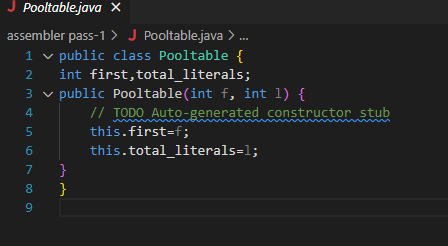 J Pooltable.java ×
assembler pass-1 > J Pooltable.java > ...
1 public class Pooltable {
2 int first,total_literals;
3 public Pooltable(int f, int l) {
4 // TODO Auto-generated constructor stub
5 this.first=f;
6 this.total_literals=l;
7 }
8 }
9